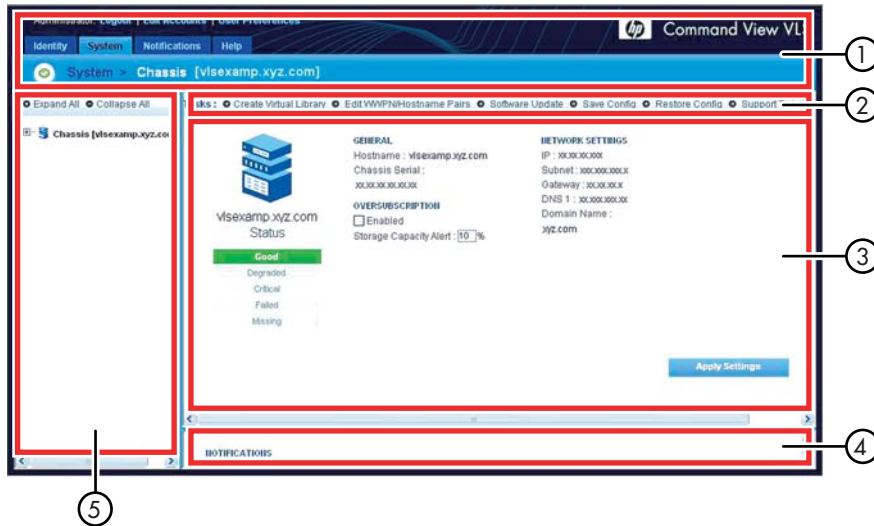 Administrator: Logout | Edit Accounts | User Preferences
hp Command View VL
Identity System Notifications Help
1
System > Chassis [vlsexamp.xyz.com]
Expand All Collapse All
sks : Create Virtual Library Edit WWPN/Hostname Pairs Software Update Save Config Restore Config Support
2
Chassis [vlsexamp.xyz.co
GENERAL
Hostname : vlsexamp.xyz.com
Chassis Serial :
xx.xx.xx.xx.xx.xx
OVERSUBSCRIPTION
Enabled
Storage Capacity Alert : 10 %
NETWORK SETTINGS
IP : xx.xx.xx.xxx
Subnet : xxx.xxx.xxx.x
Gateway : xx.xx.xx.x
DNS 1 : xx.xxx.xxx.xx
Domain Name :
xyz.com
vlsexamp.xyz.com
Status
Good
Degraded
Critical
Failed
Missing
3
Apply Settings
NOTIFICATIONS
4
5